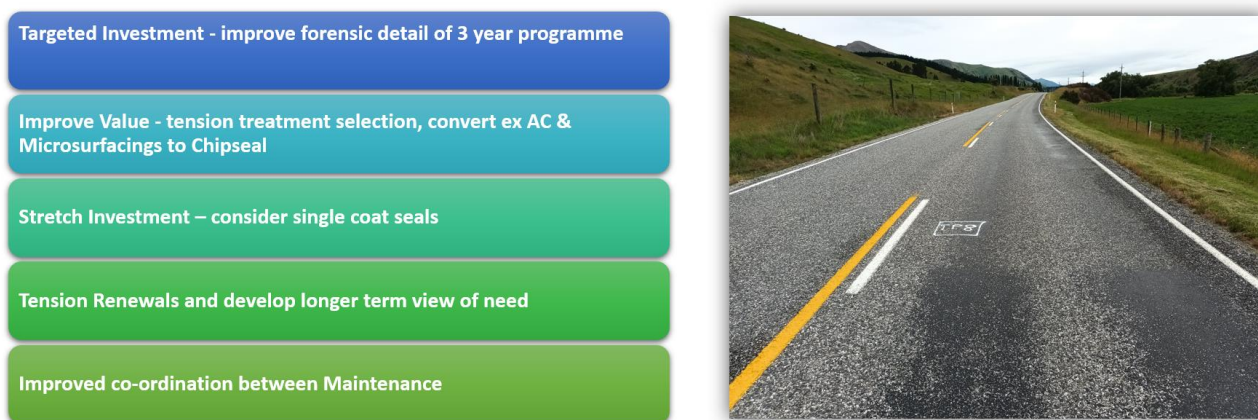 Targeted Investment - improve forensic detail of 3 year programme
Improve Value - tension treatment selection, convert ex AC &
Microsurfacings to Chipseal
Stretch Investment – consider single coat seals
Tension Renewals and develop longer term view of need
Improved co-ordination between Maintenance
TP8